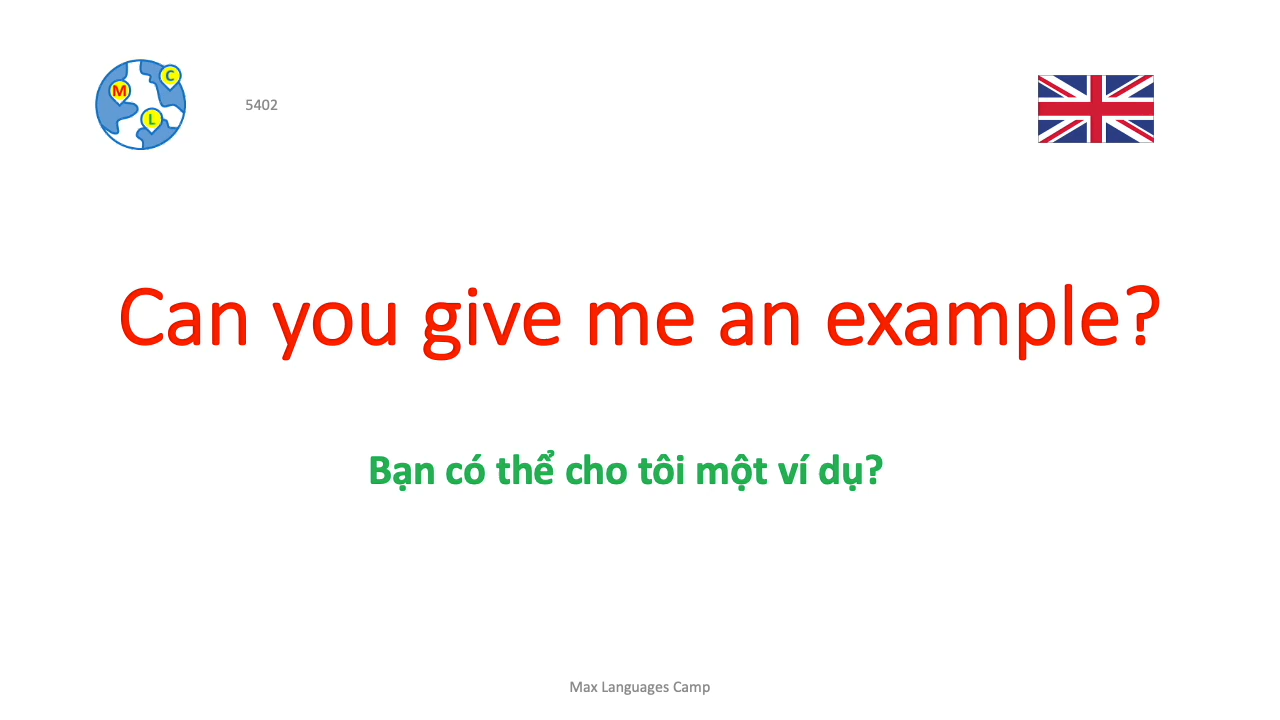 M
C
L
5402
Can you give me an example?
Bạn có thể cho tôi một ví dụ?
Max Languages Camp